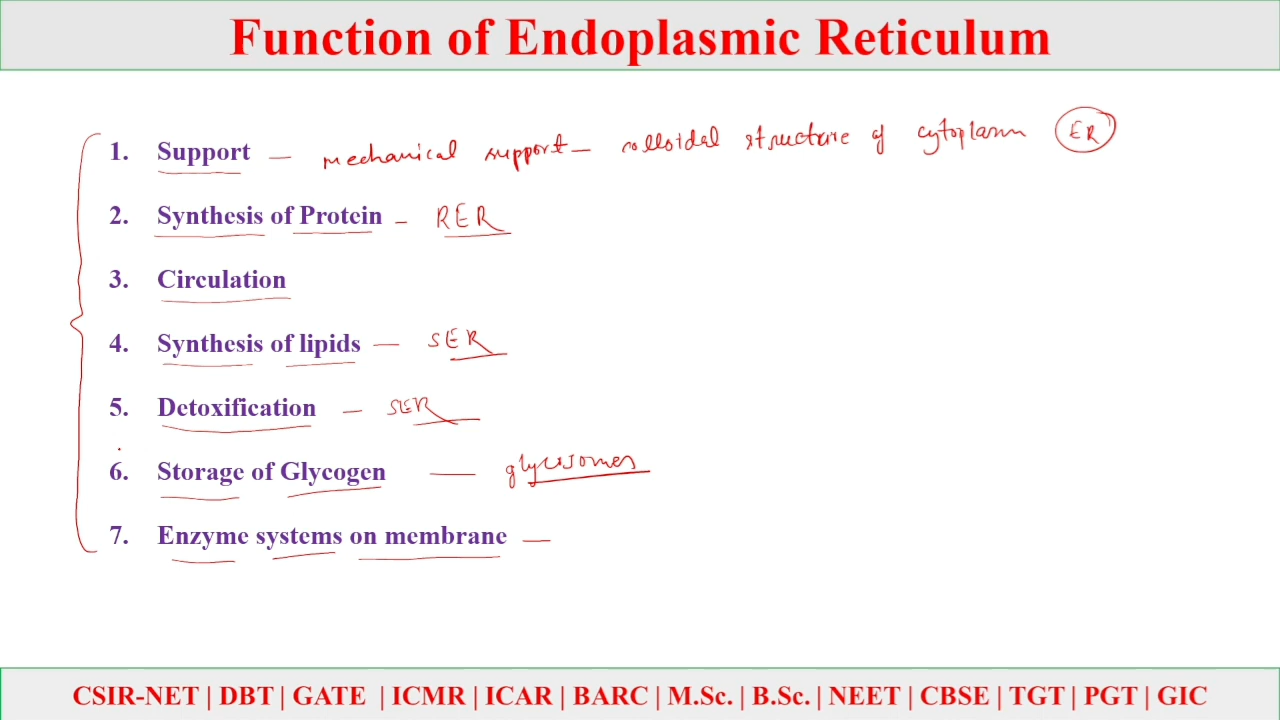 Function of Endoplasmic Reticulum
1. Support — mechanical support – colloidal structure of cytoplasm ER
2. Synthesis of Protein – RER
3. Circulation
4. Synthesis of lipids — SER
5. Detoxification — SER
6. Storage of Glycogen — glycosomes
7. Enzyme systems on membrane —
CSIR-NET | DBT | GATE | ICMR | ICAR | BARC | M.Sc. | B.Sc. | NEET | CBSE | TGT | PGT | GIC